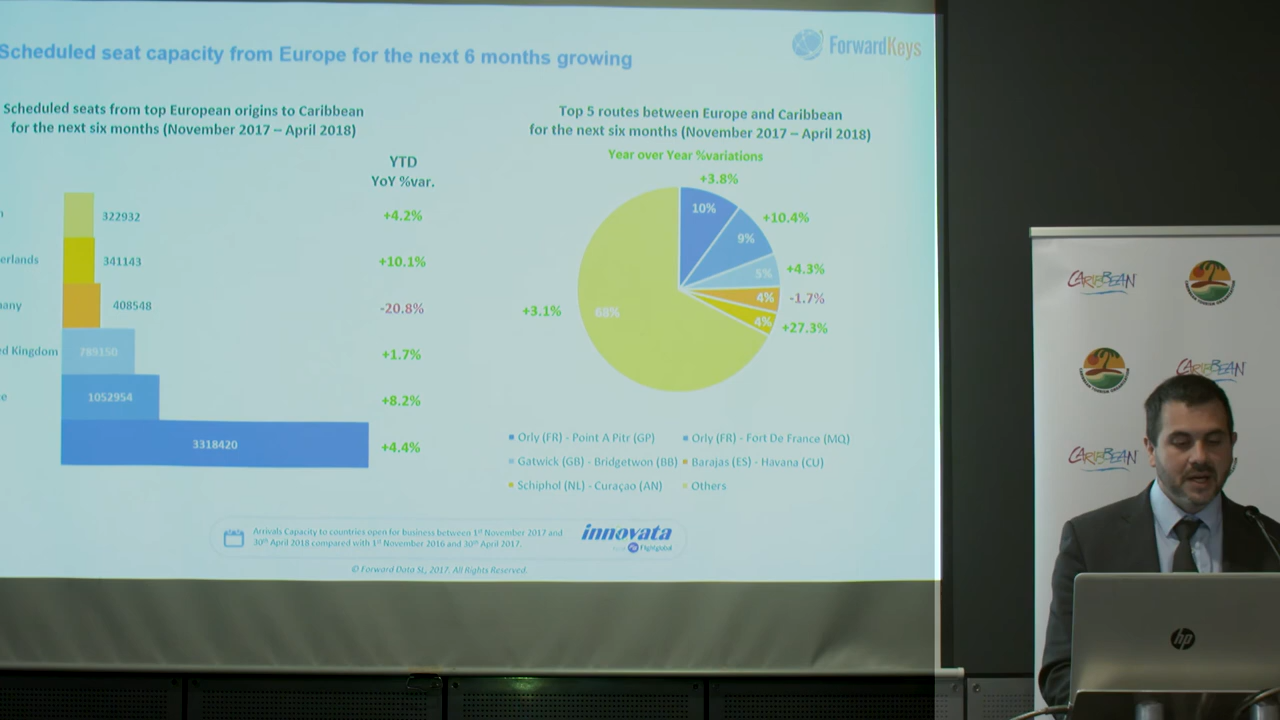 Scheduled seat capacity from Europe for the next 6 months growing
ForwardKeys
Scheduled seats from top European origins to Caribbean
for the next six months (November 2017 – April 2018)
YTD
YoY %var.
322932
+4.2%
erlands
341143
+10.1%
any
408548
-20.8%
d Kingdom
789150
+1.7%
e
1052954
+8.2%
3318420
+4.4%
Top 5 routes between Europe and Caribbean
for the next six months (November 2017 – April 2018)
Year over Year %variations
+3.8%
10%
+10.4%
9%
+4.3%
5%
-1.7%
4%
+27.3%
4%
+3.1%
68%
Orly (FR) - Point A Pitr (GP)
Orly (FR) - Fort De France (MQ)
Gatwick (GB) - Bridgetwon (BB)
Barajas (ES) - Havana (CU)
Schiphol (NL) - Curaçao (AN)
Others
Arrivals Capacity to countries open for business between 1st November 2017 and
30th April 2018 compared with 1st November 2016 and 30th April 2017.
innovata
Flightglobal
© Forward Data SL, 2017. All Rights Reserved.
CARIBBEAN
CARIBBEAN
CARIBBEAN
hp